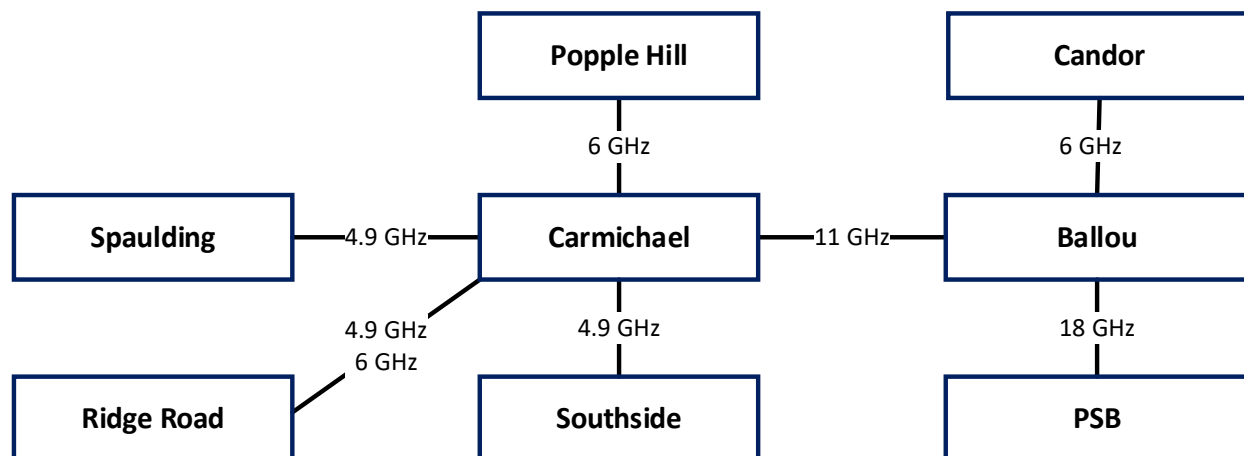 Popple Hill
Candor
6 GHz
6 GHz
Spaulding
4.9 GHz
Carmichael
11 GHz
Ballou
4.9 GHz
6 GHz
4.9 GHz
18 GHz
Ridge Road
Southside
PSB